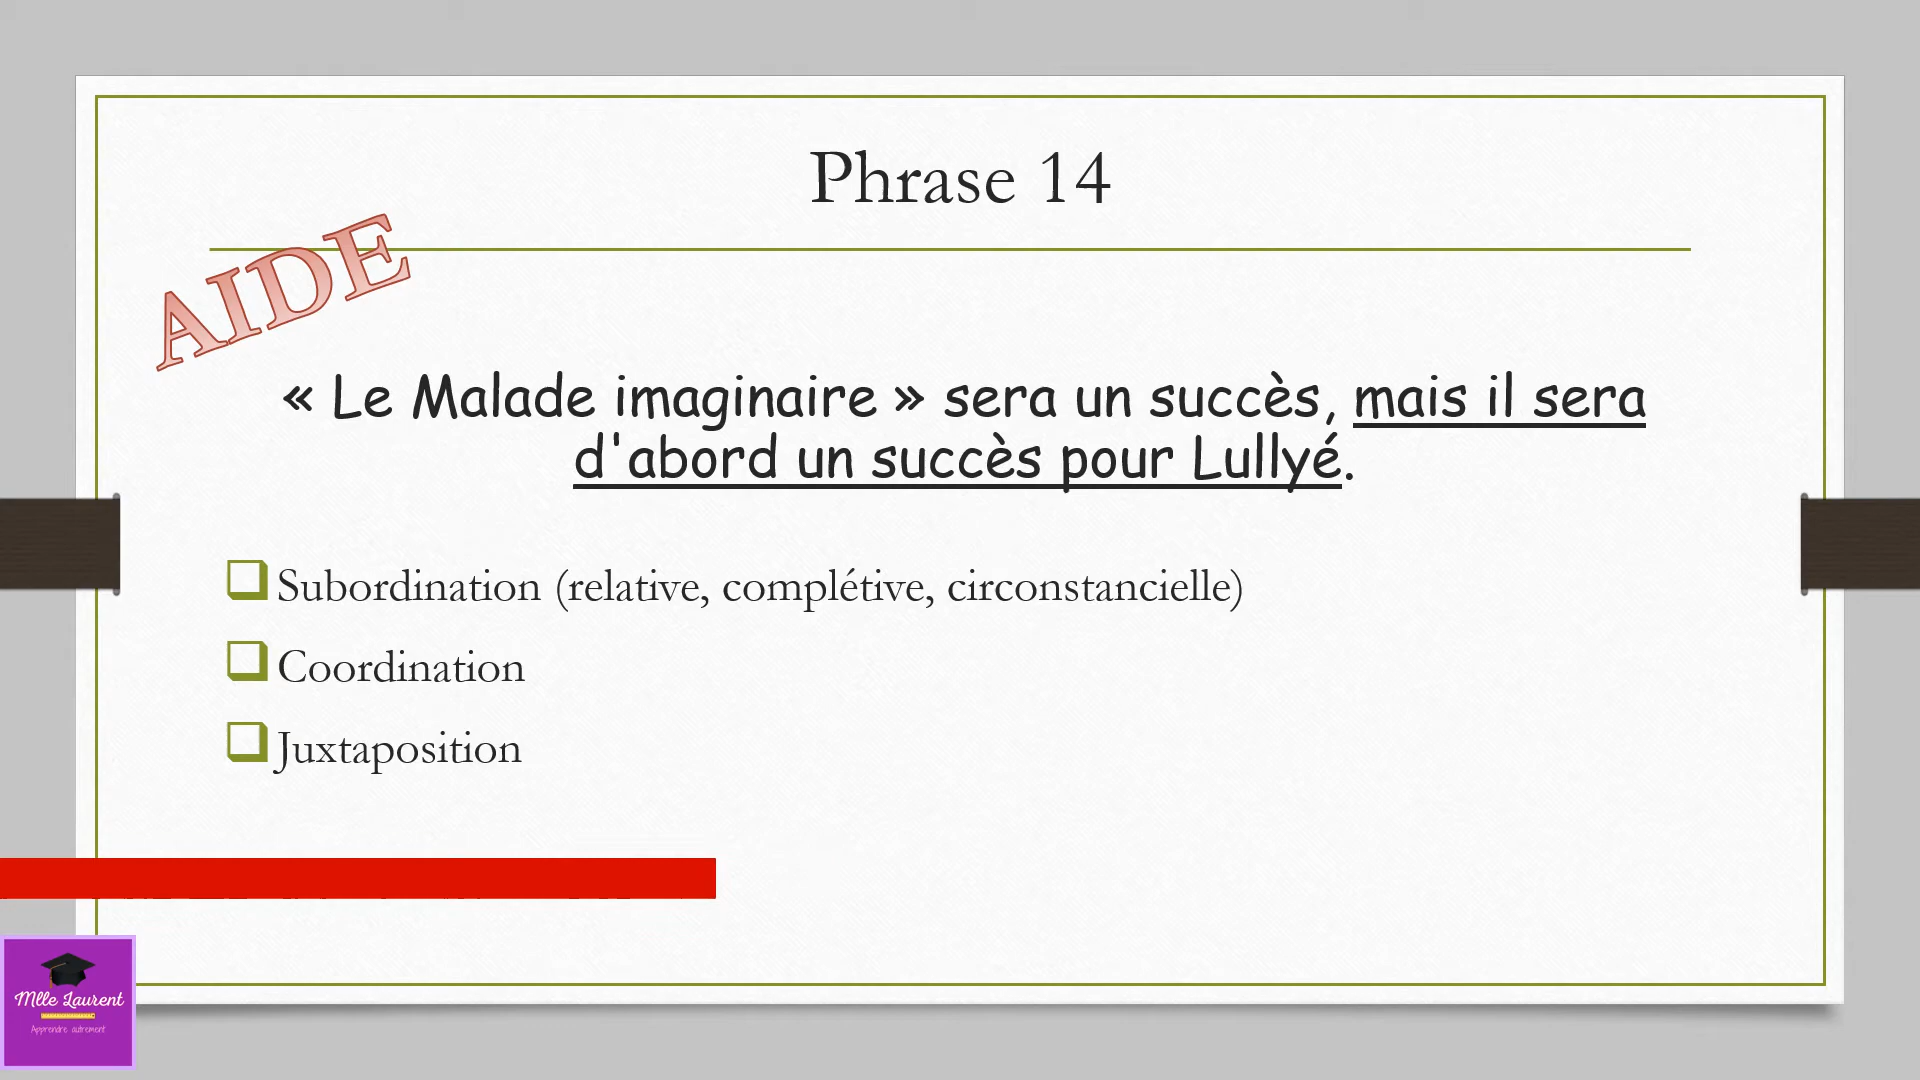 Phrase 14
AIDE
« Le Malade imaginaire » sera un succès, mais il sera
d'abord un succès pour Lullyé.
Subordination (relative, complétive, circonstancielle)
Coordination
Juxtaposition
Mlle Laurent
Apprendre autrement